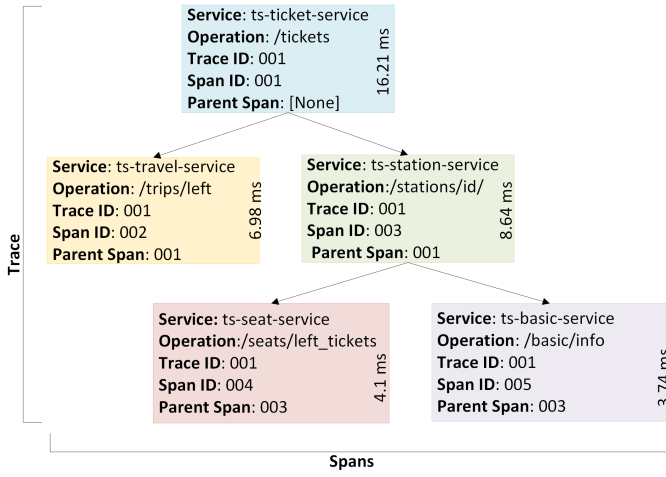 Service: ts-ticket-service
Operation: /tickets
Trace ID: 001
Span ID: 001
Parent Span: [None]
16.21 ms
Service: ts-travel-service
Operation: /trips/left
Trace ID: 001
Span ID: 002
Parent Span: 001
6.98 ms
Service: ts-station-service
Operation:/stations/id/
Trace ID: 001
Span ID: 003
Parent Span: 001
8.64 ms
Trace
Service: ts-seat-service
Operation:/seats/left_tickets
Trace ID: 001
Span ID: 004
Parent Span: 003
4.1 ms
Service: ts-basic-service
Operation: /basic/info
Trace ID: 001
Span ID: 005
Parent Span: 003
3.74 ms
Spans